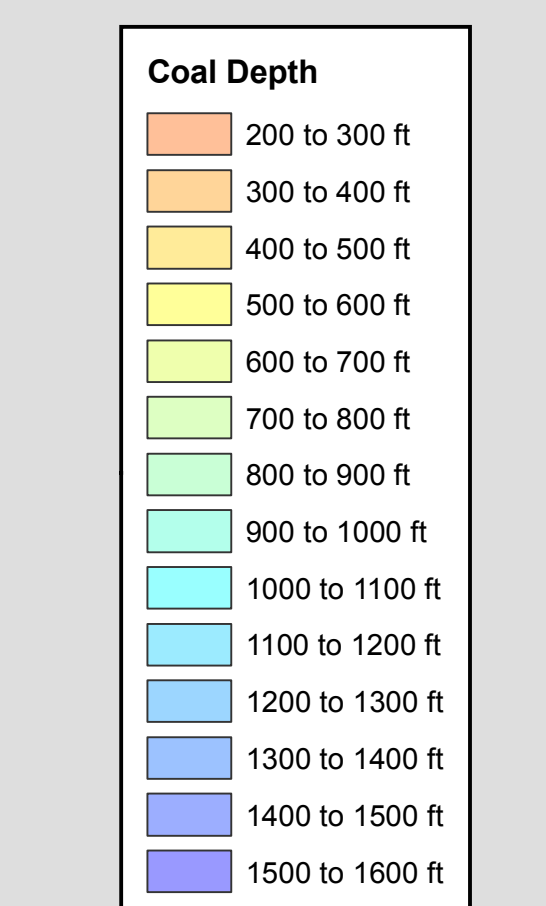 Coal Depth
200 to 300 ft
300 to 400 ft
400 to 500 ft
500 to 600 ft
600 to 700 ft
700 to 800 ft
800 to 900 ft
900 to 1000 ft
1000 to 1100 ft
1100 to 1200 ft
1200 to 1300 ft
1300 to 1400 ft
1400 to 1500 ft
1500 to 1600 ft